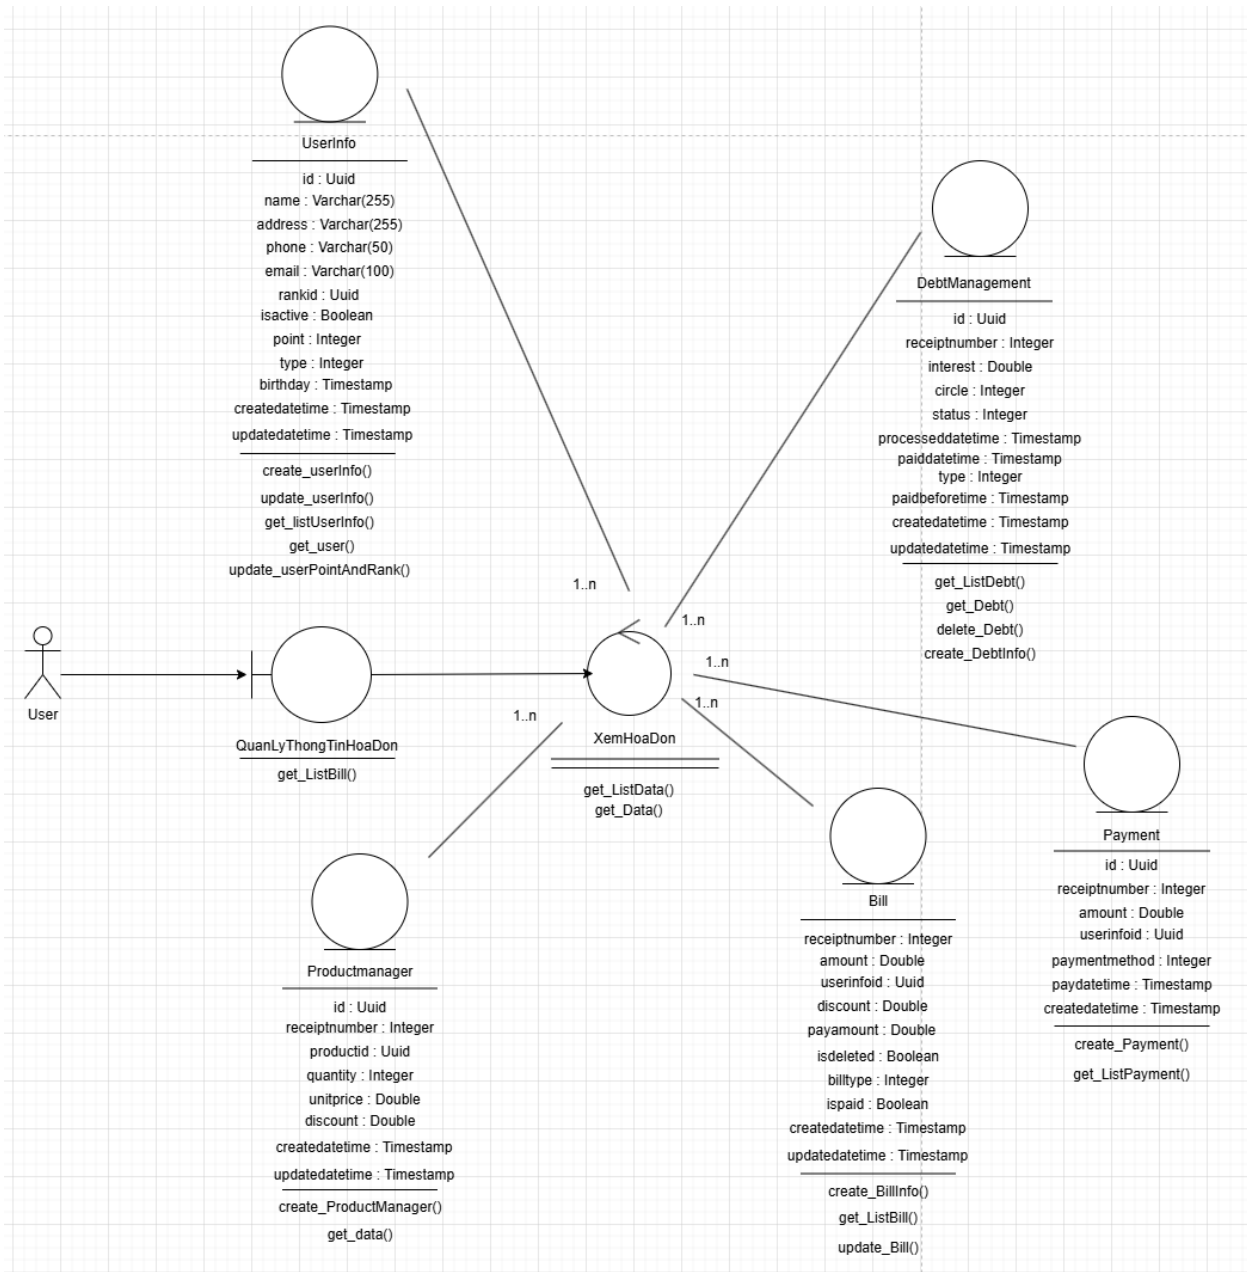 UserInfo
id : Uuid
name : Varchar(255)
address : Varchar(255)
phone : Varchar(50)
email : Varchar(100)
rankid : Uuid
isactive : Boolean
point : Integer
type : Integer
birthday : Timestamp
createdatetime : Timestamp
updatedatetime : Timestamp
create_userInfo()
update_userInfo()
get_listUserInfo()
get_user()
update_userPointAndRank()
DebtManagement
id : Uuid
receiptnumber : Integer
interest : Double
circle : Integer
status : Integer
processeddatetime : Timestamp
paiddatetime : Timestamp
type : Integer
paidbeforetime : Timestamp
createdatetime : Timestamp
updatedatetime : Timestamp
get_ListDebt()
get_Debt()
delete_Debt()
create_DebtInfo()
1..n
1..n
1..n
1..n
1..n
User
QuanLyThongTinHoaDon
get_ListBill()
XemHoaDon
get_ListData()
get_Data()
Productmanager
id : Uuid
receiptnumber : Integer
productid : Uuid
quantity : Integer
unitprice : Double
discount : Double
createdatetime : Timestamp
updatedatetime : Timestamp
create_ProductManager()
get_data()
Bill
receiptnumber : Integer
amount : Double
userinfoid : Uuid
discount : Double
payamount : Double
isdeleted : Boolean
billtype : Integer
ispaid : Boolean
createdatetime : Timestamp
updatedatetime : Timestamp
create_BillInfo()
get_ListBill()
update_Bill()
Payment
id : Uuid
receiptnumber : Integer
amount : Double
userinfoid : Uuid
paymentmethod : Integer
paydatetime : Timestamp
createdatetime : Timestamp
create_Payment()
get_ListPayment()